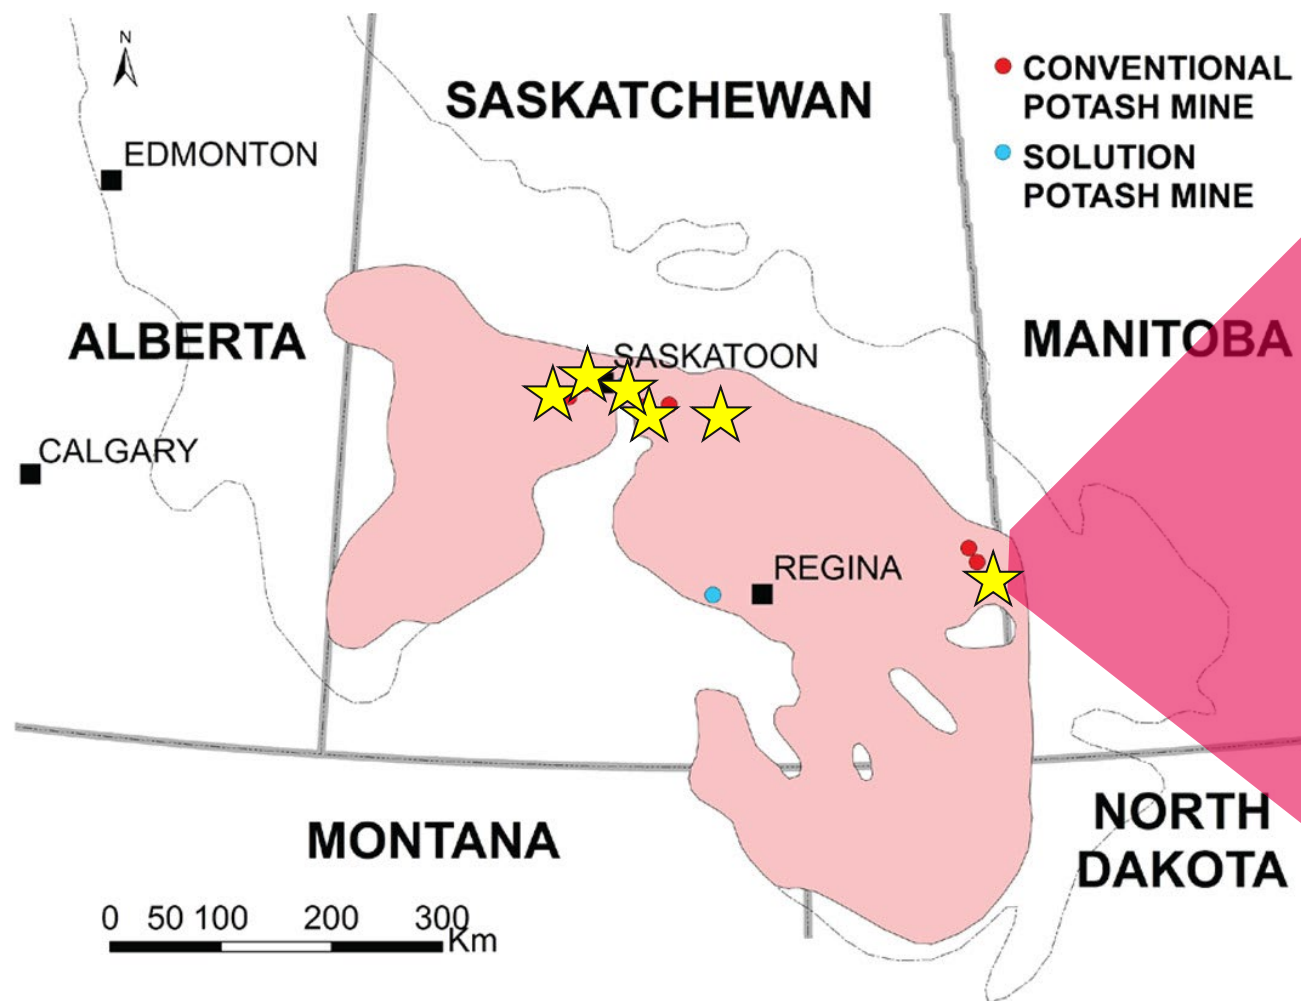 N
SASKATCHEWAN
CONVENTIONAL
POTASH MINE
SOLUTION
POTASH MINE
EDMONTON
ALBERTA
MANITOBA
SASKATOON
CALGARY
REGINA
MONTANA
NORTH
DAKOTA
0 50 100 200 300
Km